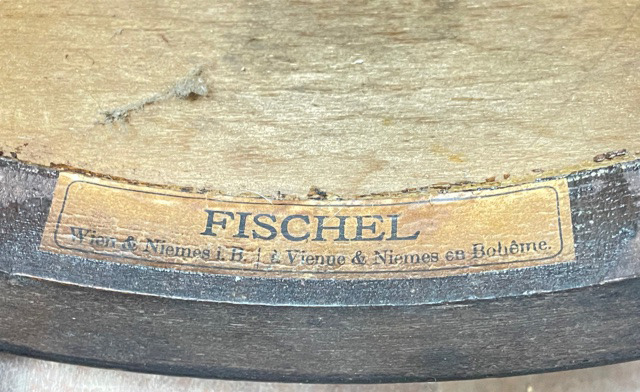 FISCHEL
Wien & Niemes i. B. | à Vienne & Niemes en Bohême.